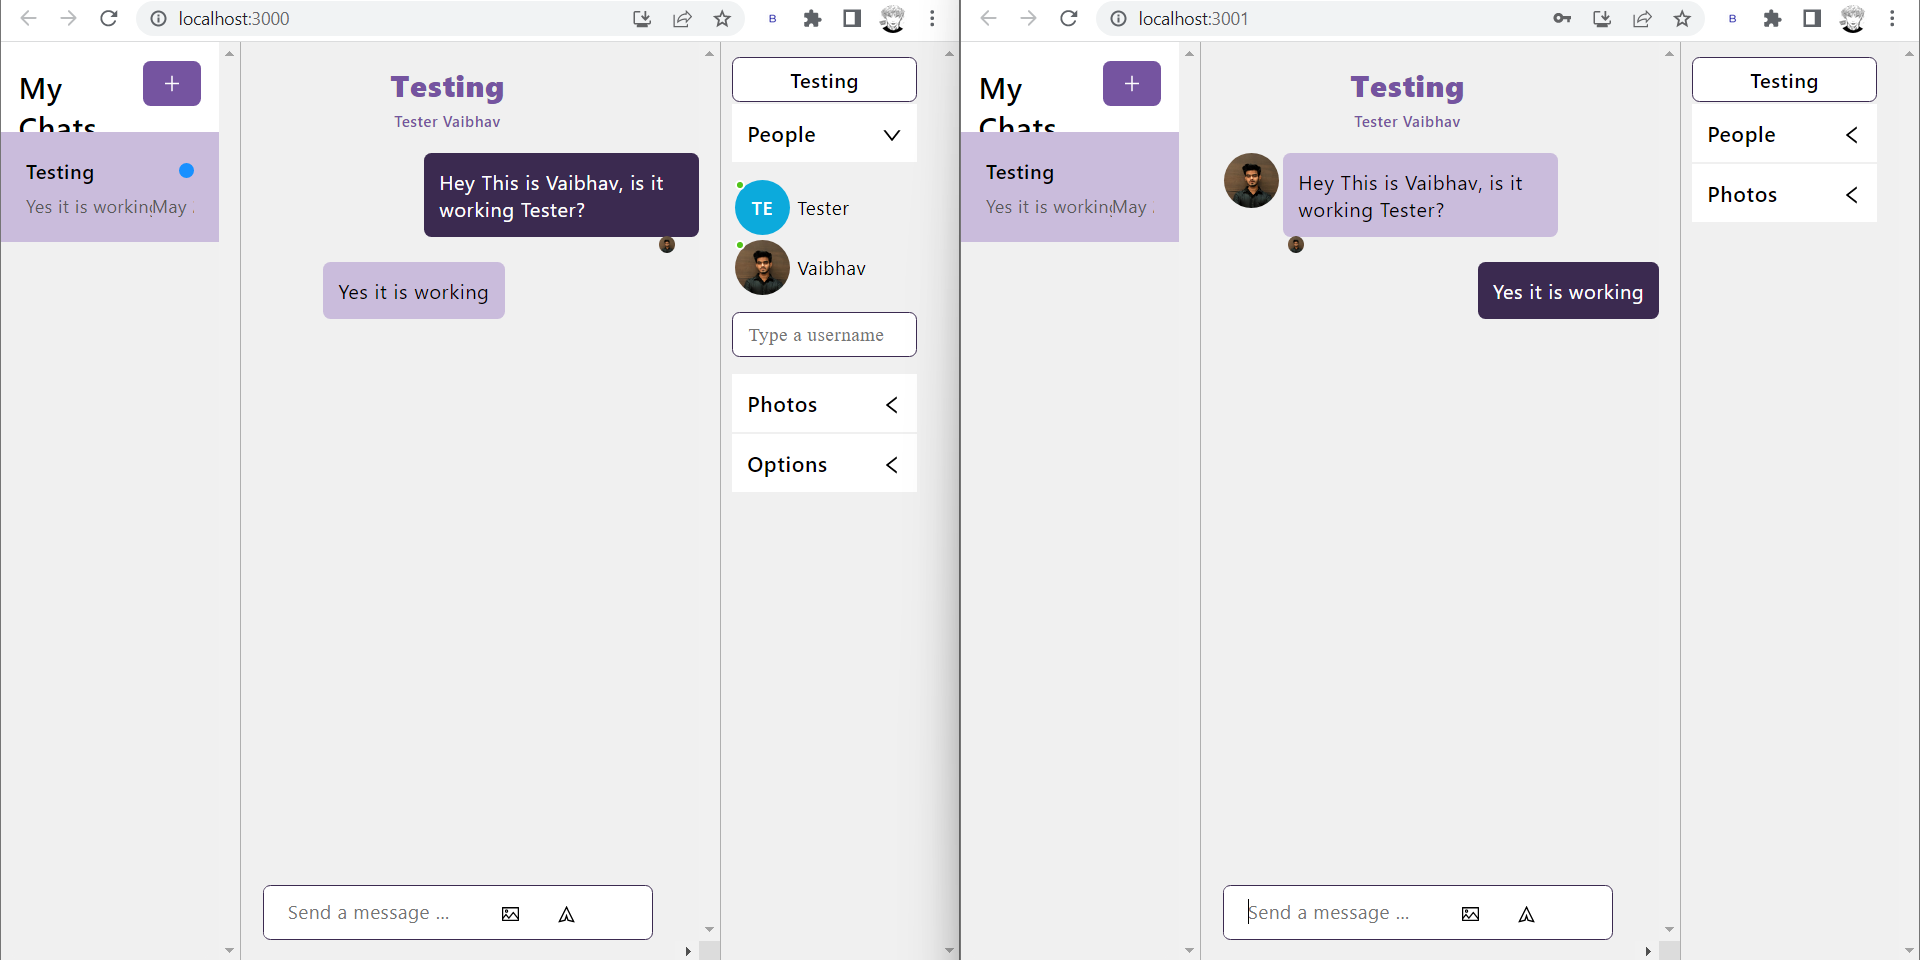 localhost:3000
B
My
Chats
+
Testing
Yes it is working
May
Testing
Tester Vaibhav
Hey This is Vaibhav, is it
working Tester?
Yes it is working
Send a message ...
Testing
People
TE
Tester
Vaibhav
Type a username
Photos
Options
localhost:3001
B
My
Chats
+
Testing
Yes it is working
May
Testing
Tester Vaibhav
Hey This is Vaibhav, is it
working Tester?
Yes it is working
Send a message ...
Testing
People
Photos